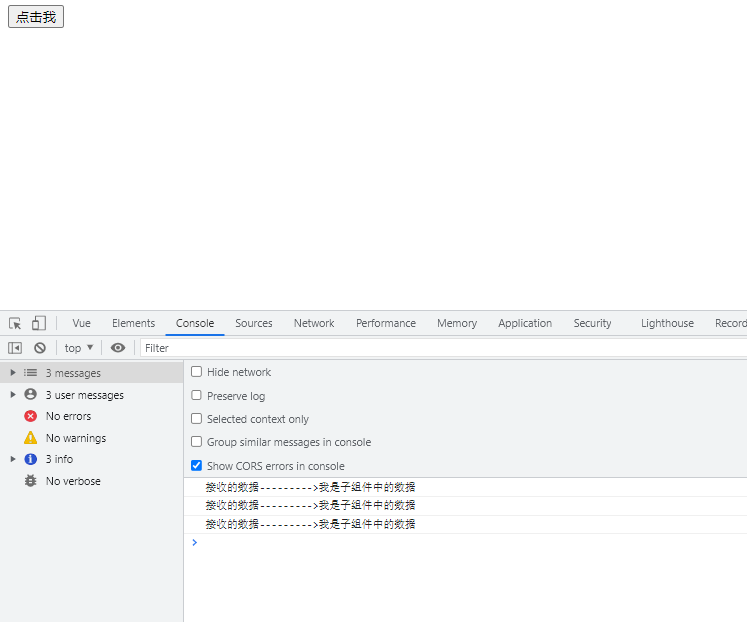 点击我
Vue Elements Console Sources Network Performance Memory Application Security Lighthouse Record
top Filter
3 messages
3 user messages
No errors
No warnings
3 info
No verbose
Hide network
Preserve log
Selected context only
Group similar messages in console
Show CORS errors in console
接收的数据--------->我是子组件中的数据
接收的数据--------->我是子组件中的数据
接收的数据--------->我是子组件中的数据
>